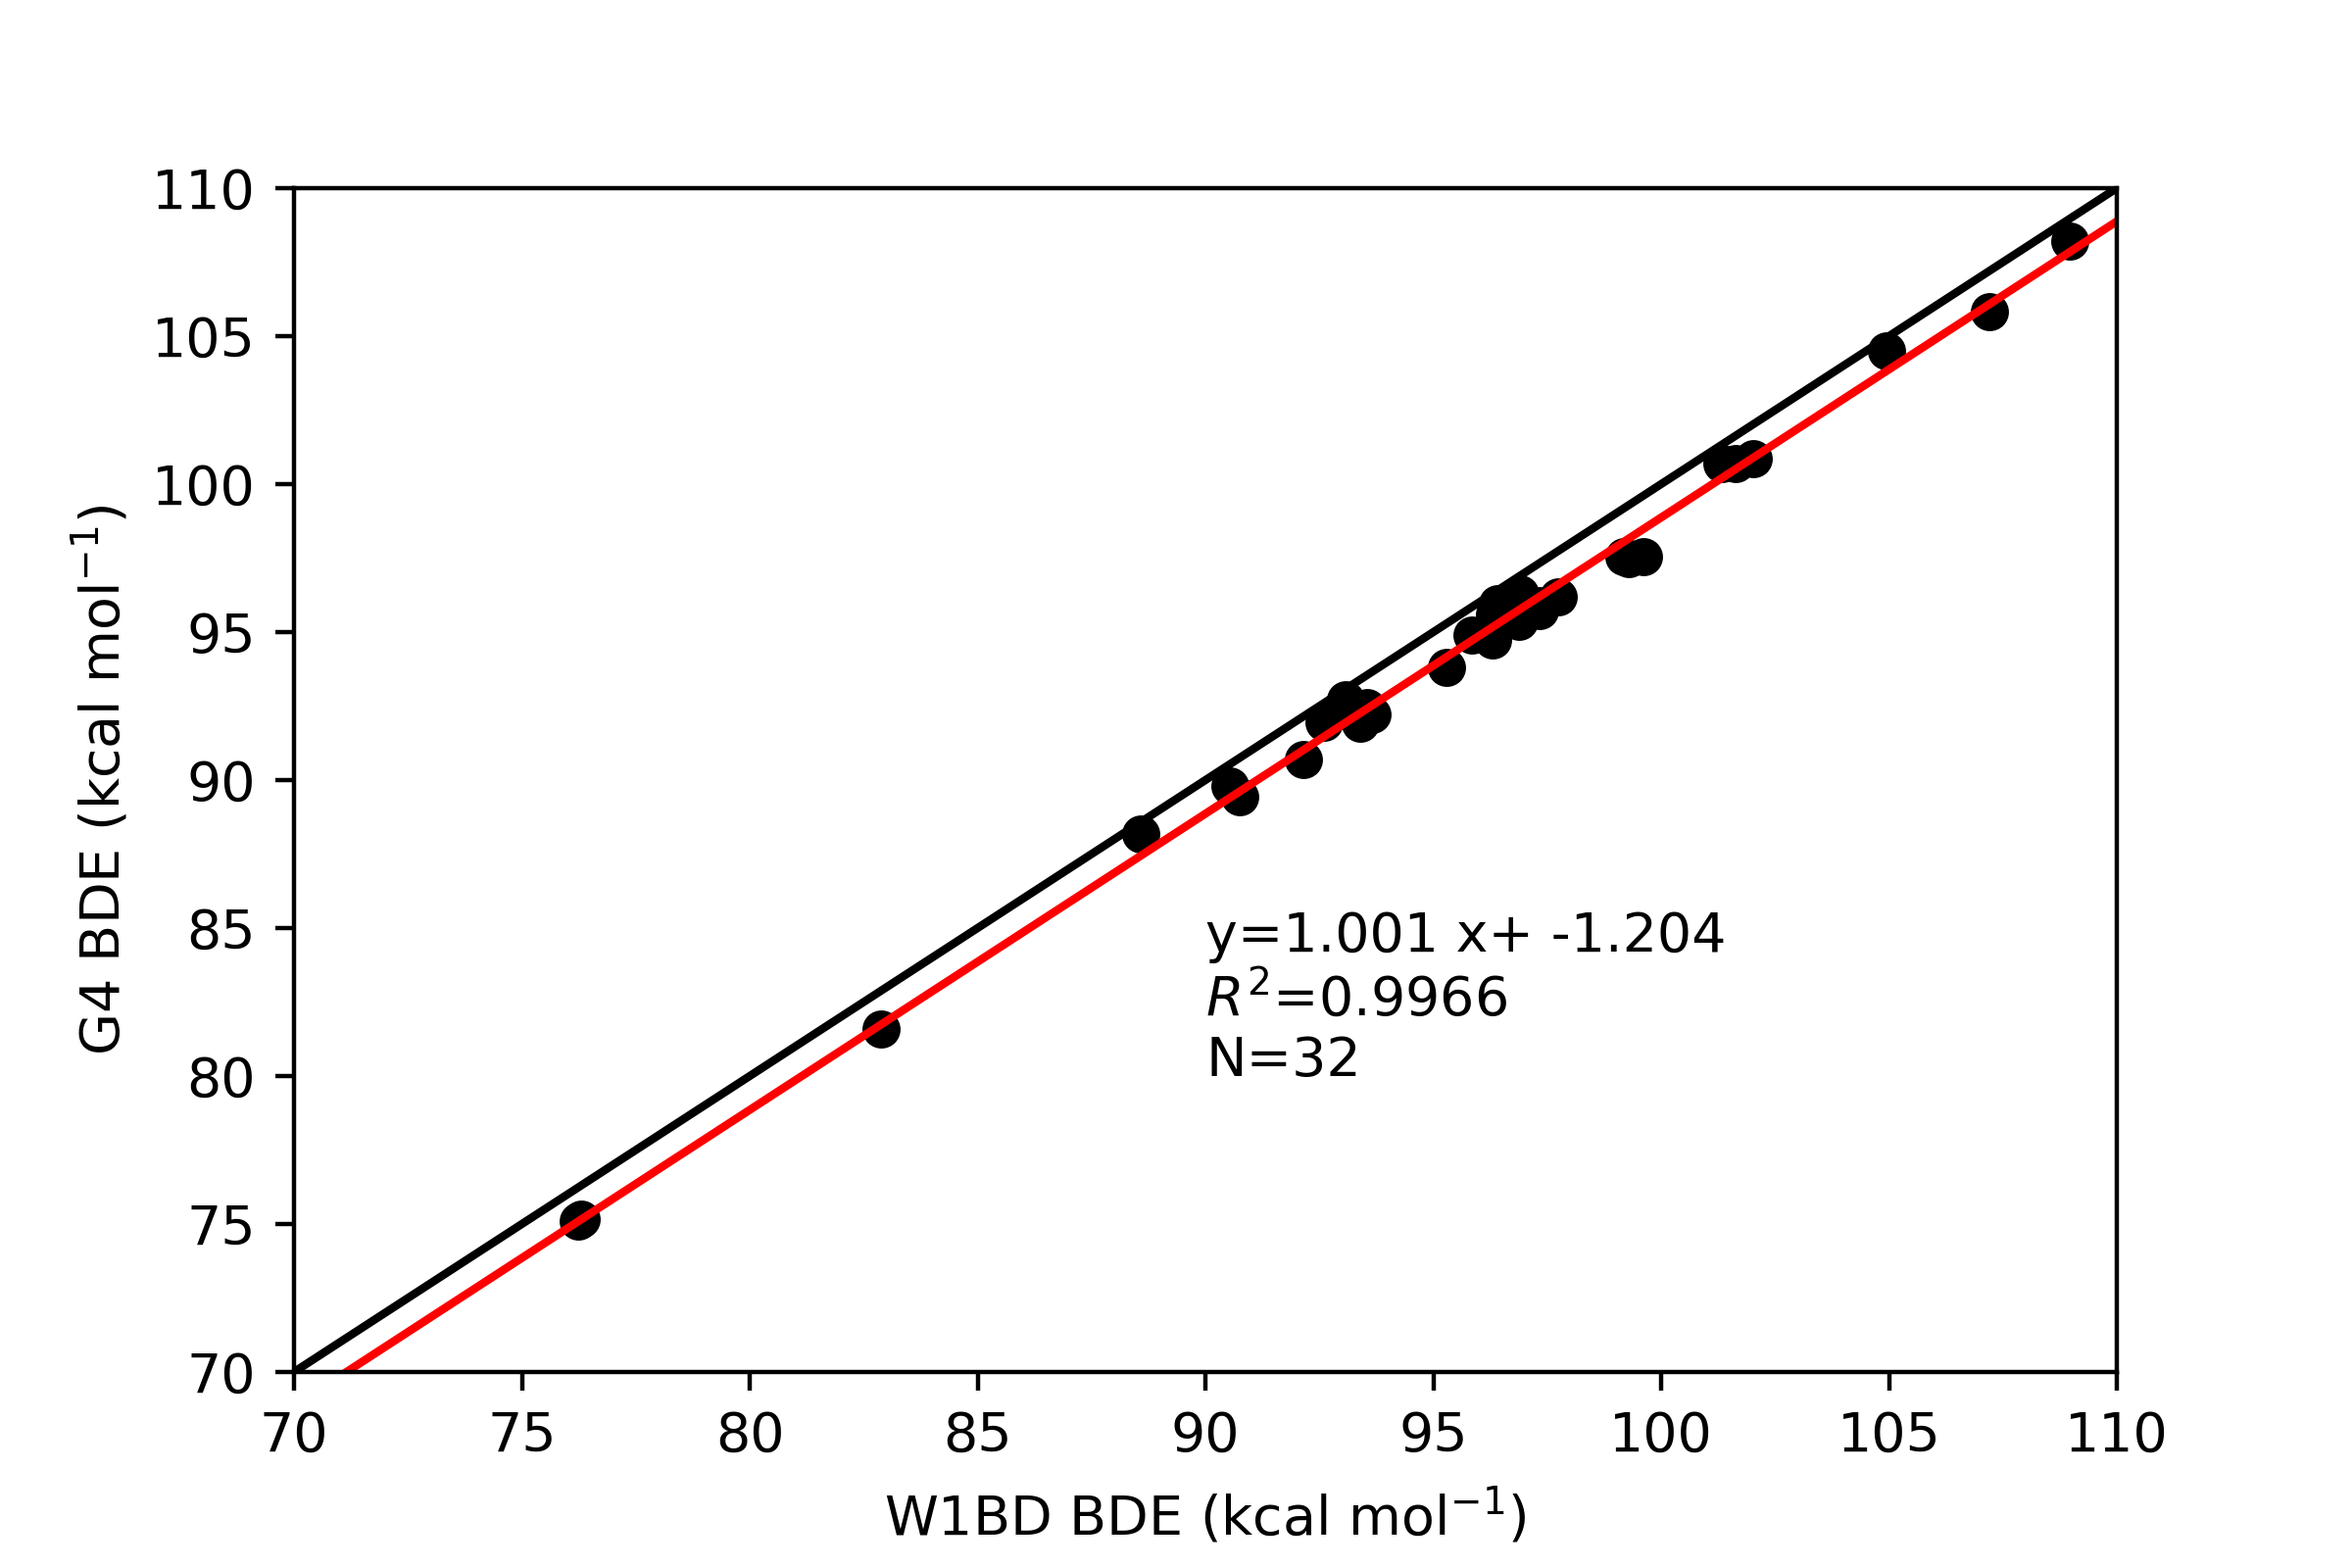 110
105
100
95
90
85
80
75
70
G4 BDE (kcal mol⁻¹)
y=1.001 x+ -1.204
R²=0.9966
N=32
70 75 80 85 90 95 100 105 110
W1BD BDE (kcal mol⁻¹)